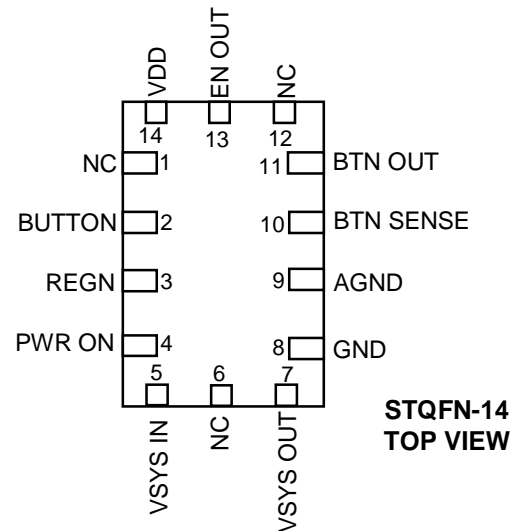 VDD
EN OUT
NC
14
13
12
NC 1
11 BTN OUT
BUTTON 2
10 BTN SENSE
REGN 3
9 AGND
PWR ON 4
8 GND
5
6
7
VSYS IN
NC
VSYS OUT
STQFN-14
TOP VIEW